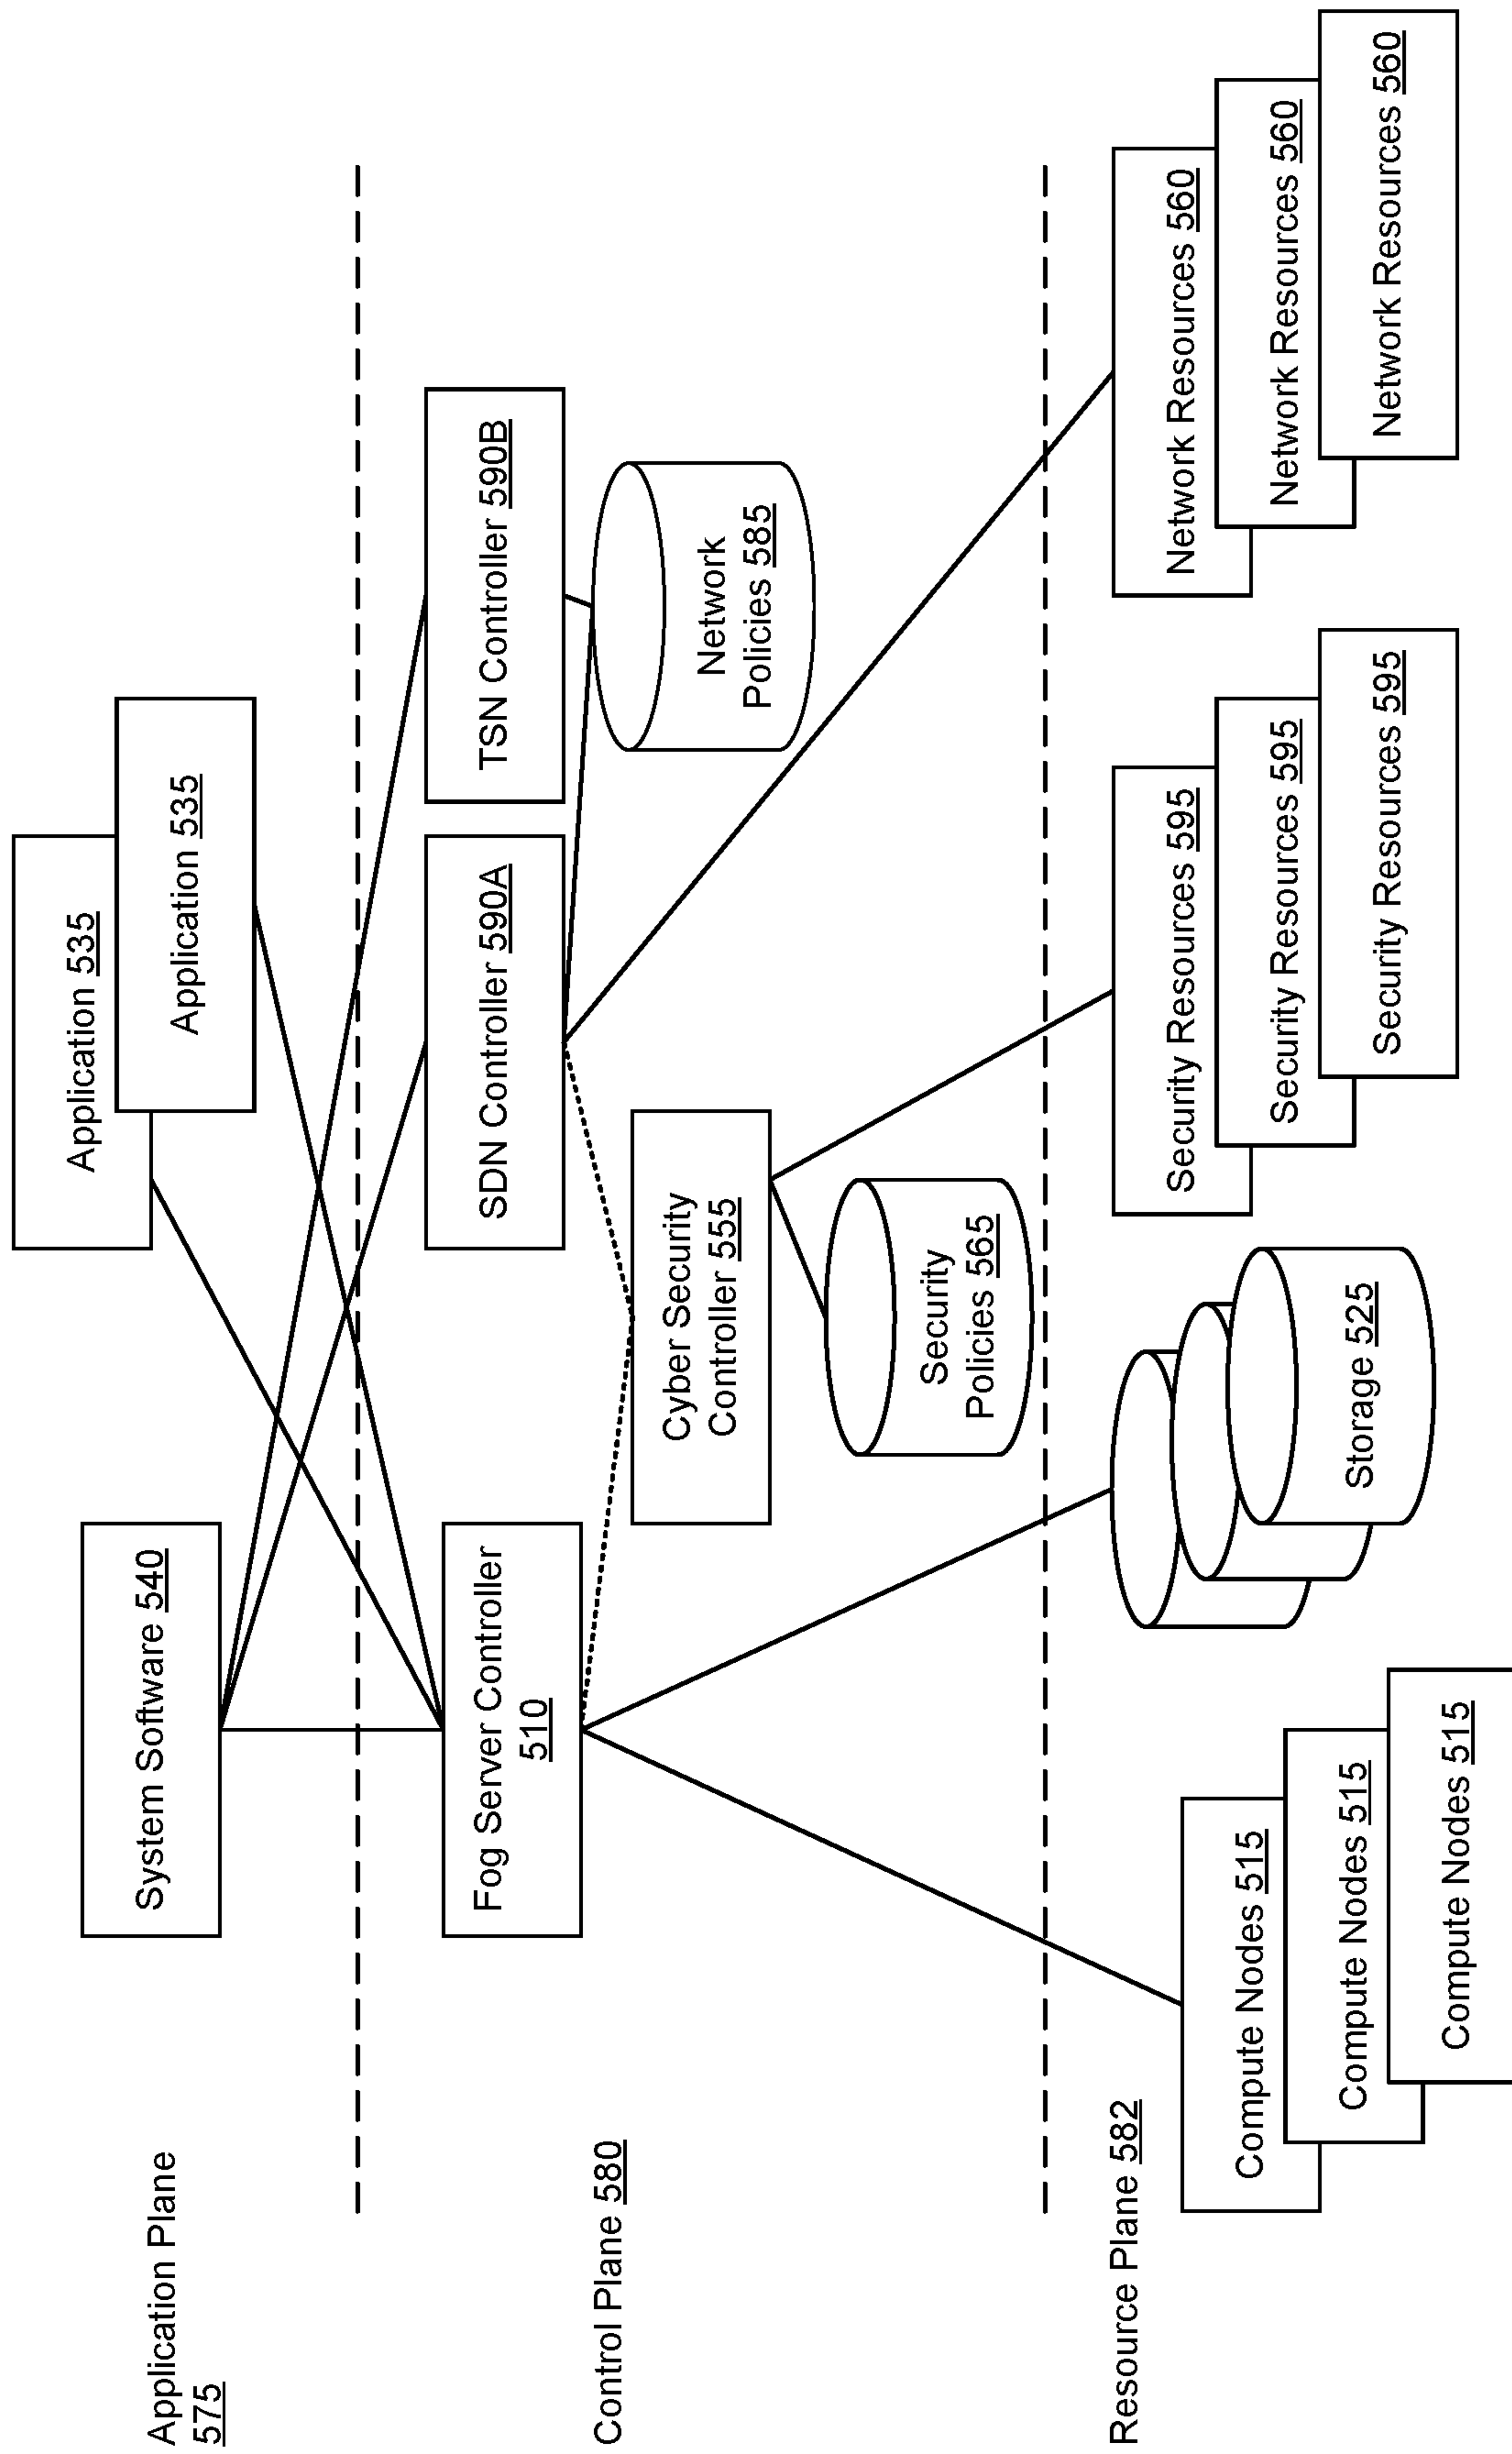 Application Plane
575
System Software 540
Application 535
Application 535
Control Plane 580
Fog Server Controller
510
SDN Controller 590A
TSN Controller 590B
Cyber Security
Controller 555
Network
Policies 585
Security
Policies 565
Resource Plane 582
Compute Nodes 515
Compute Nodes 515
Compute Nodes 515
Storage 525
Security Resources 595
Security Resources 595
Security Resources 595
Network Resources 560
Network Resources 560
Network Resources 560